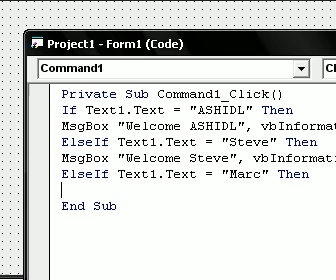 Project1 - Form1 (Code)
Command1
Private Sub Command1_Click()
If Text1.Text = "ASHIDL" Then
MsgBox "Welcome ASHIDL", vbInforma
ElseIf Text1.Text = "Steve" Then
MsgBox "Welcome Steve", vbInformati
ElseIf Text1.Text = "Marc" Then
End Sub